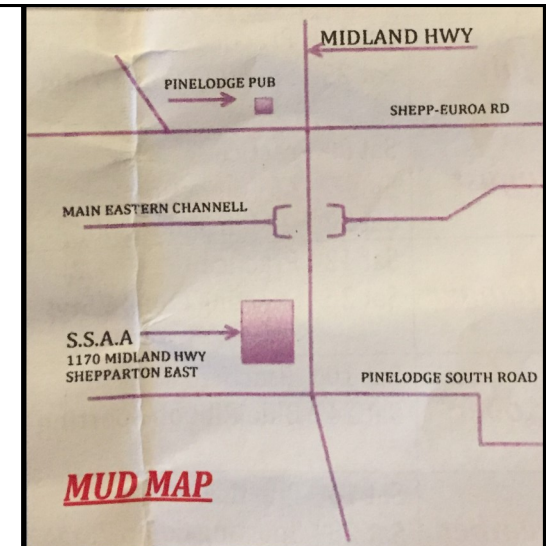 MIDLAND HWY
PINELODGE PUB
SHEPP-EUROA RD
MAIN EASTERN CHANNELL
S.S.A.A
1170 MIDLAND HWY
SHEPPARTON EAST
PINELODGE SOUTH ROAD
MUD MAP